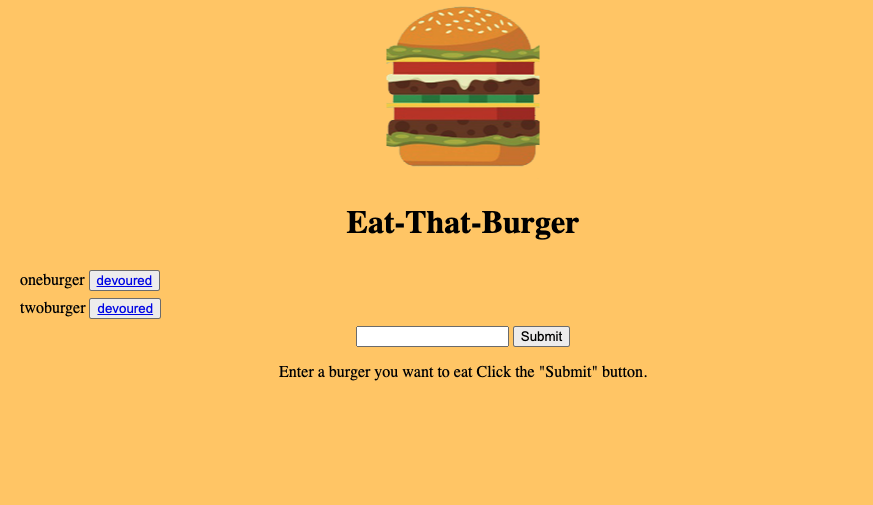 Eat-That-Burger
oneburger devoured
twoburger devoured
Submit
Enter a burger you want to eat Click the "Submit" button.